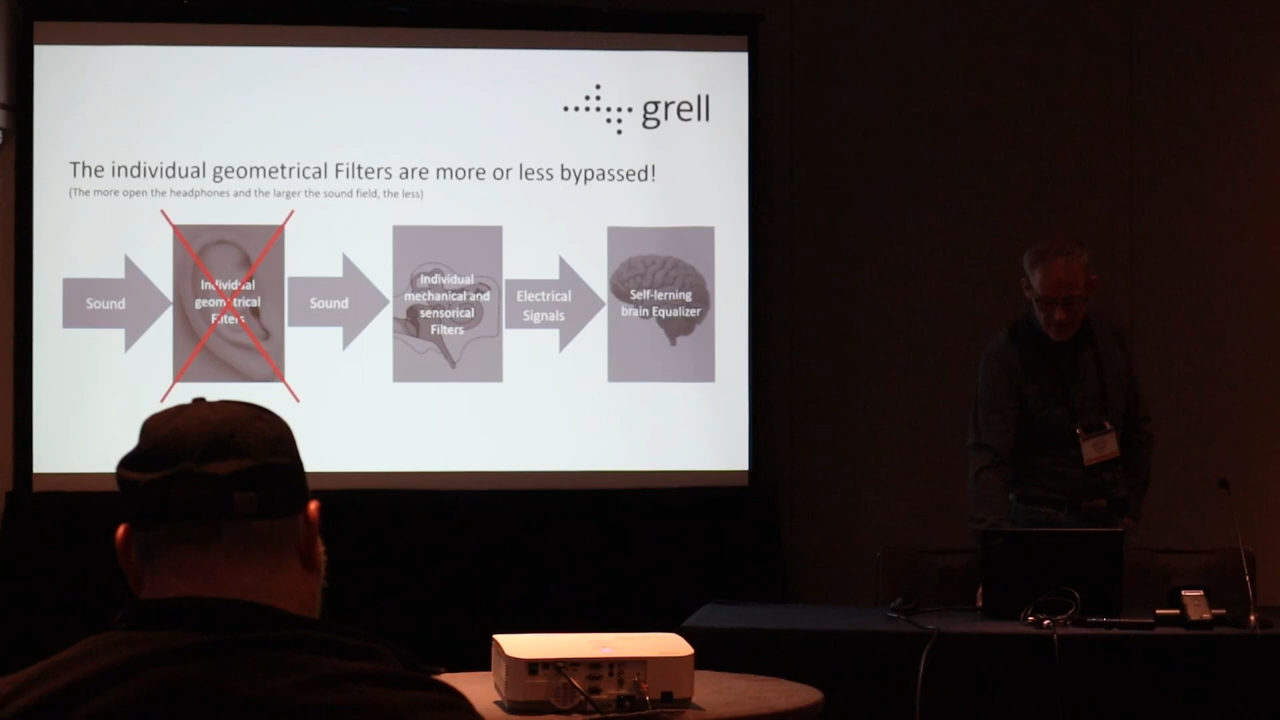 grell
The individual geometrical Filters are more or less bypassed!
(The more open the headphones and the larger the sound field, the less)
Sound
Individual
geometrical
Filters
Sound
Individual
mechanical and
sensorical
Filters
Electrical
Signals
Self-lerning
brain Equalizer